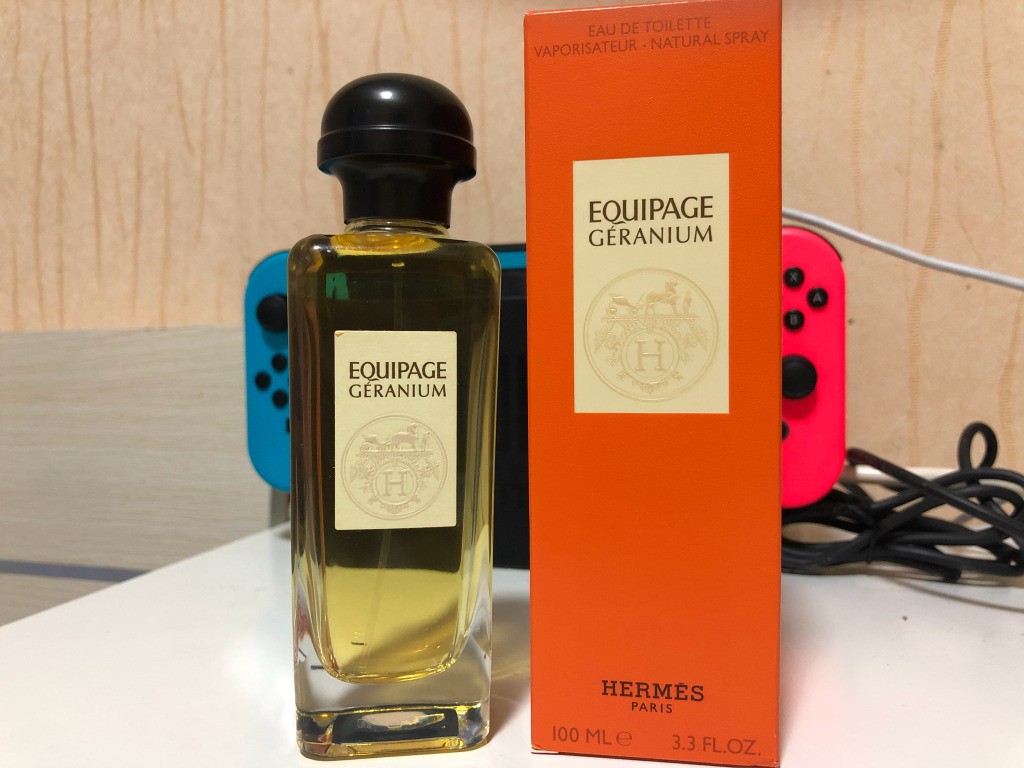 EQUIPAGE
GÉRANIUM
H
EAU DE TOILETTE
VAPORISATEUR - NATURAL SPRAY
EQUIPAGE
GÉRANIUM
H
HERMÈS
PARIS
100 ML ℮
3.3 FL.OZ.
X
A
B